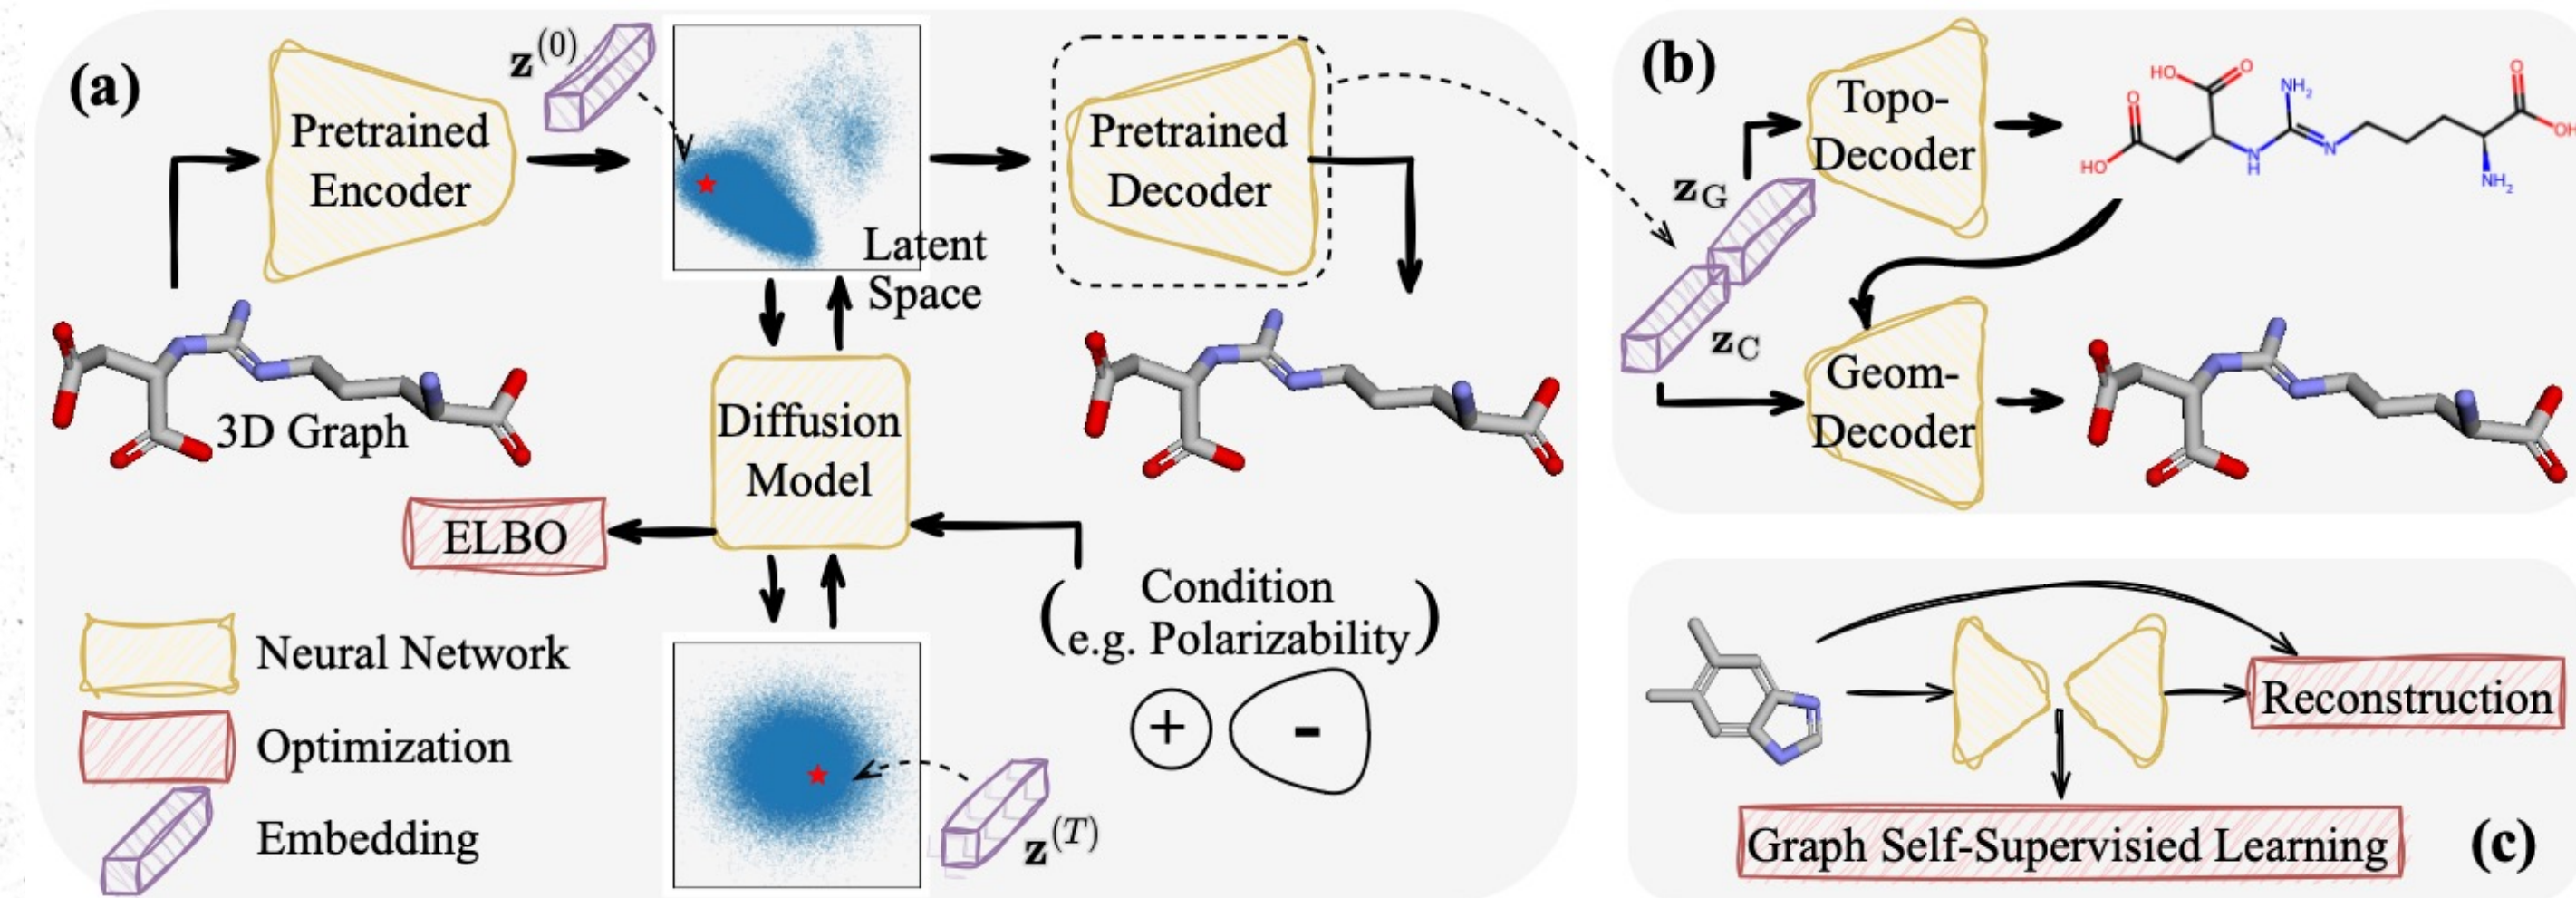 (a)
Pretrained
Encoder
z^(0)
Latent
Space
Pretrained
Decoder
3D Graph
Diffusion
Model
ELBO
Condition
(e.g. Polarizability)
+
-
Neural Network
Optimization
Embedding
z^(T)
(b)
Topo-
Decoder
z_G
z_C
Geom-
Decoder
HO
O
O
HO
NH₂
N
H
N
O
OH
NH₂
Reconstruction
Graph Self-Supervisied Learning
(c)